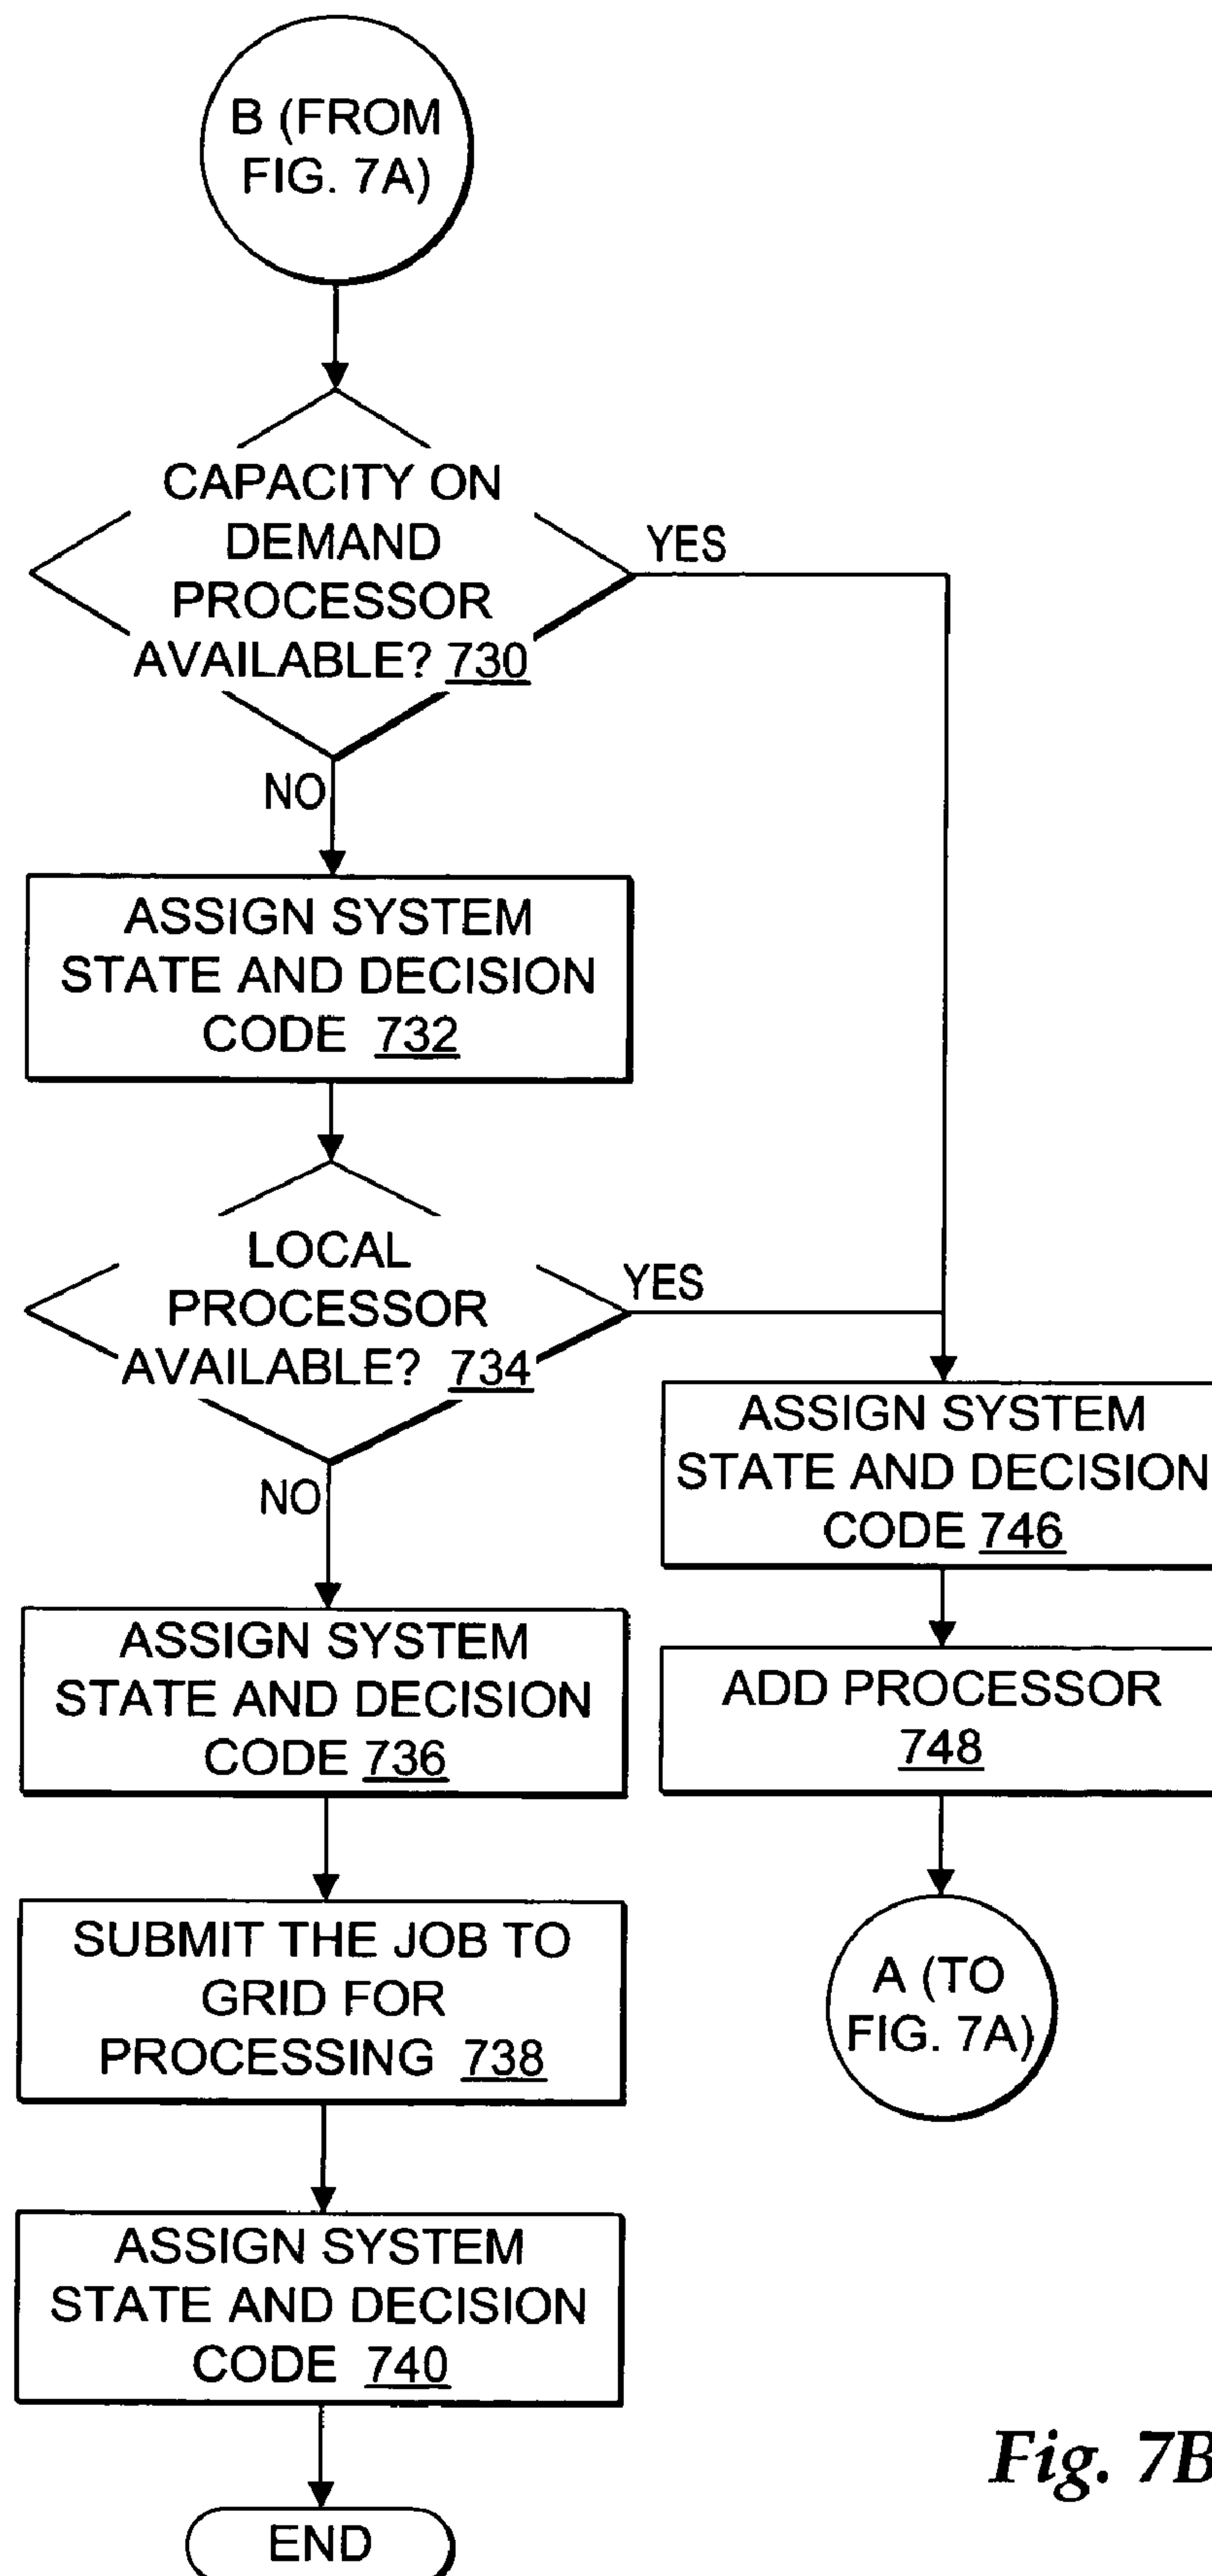 B (FROM
FIG. 7A)
CAPACITY ON
DEMAND
PROCESSOR
AVAILABLE? 730
YES
NO
ASSIGN SYSTEM
STATE AND DECISION
CODE 732
LOCAL
PROCESSOR
AVAILABLE? 734
YES
NO
ASSIGN SYSTEM
STATE AND DECISION
CODE 746
ASSIGN SYSTEM
STATE AND DECISION
CODE 736
ADD PROCESSOR
748
SUBMIT THE JOB TO
GRID FOR
PROCESSING 738
A (TO
FIG. 7A)
ASSIGN SYSTEM
STATE AND DECISION
CODE 740
Fig. 7B
END